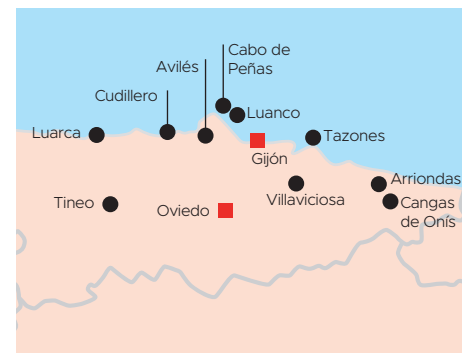 Cabo de
Peñas
Avilés
Cudillero
Luanco
Luarca
Tazones
Gijón
Arriondas
Tineo
Oviedo
Villaviciosa
Cangas
de Onís